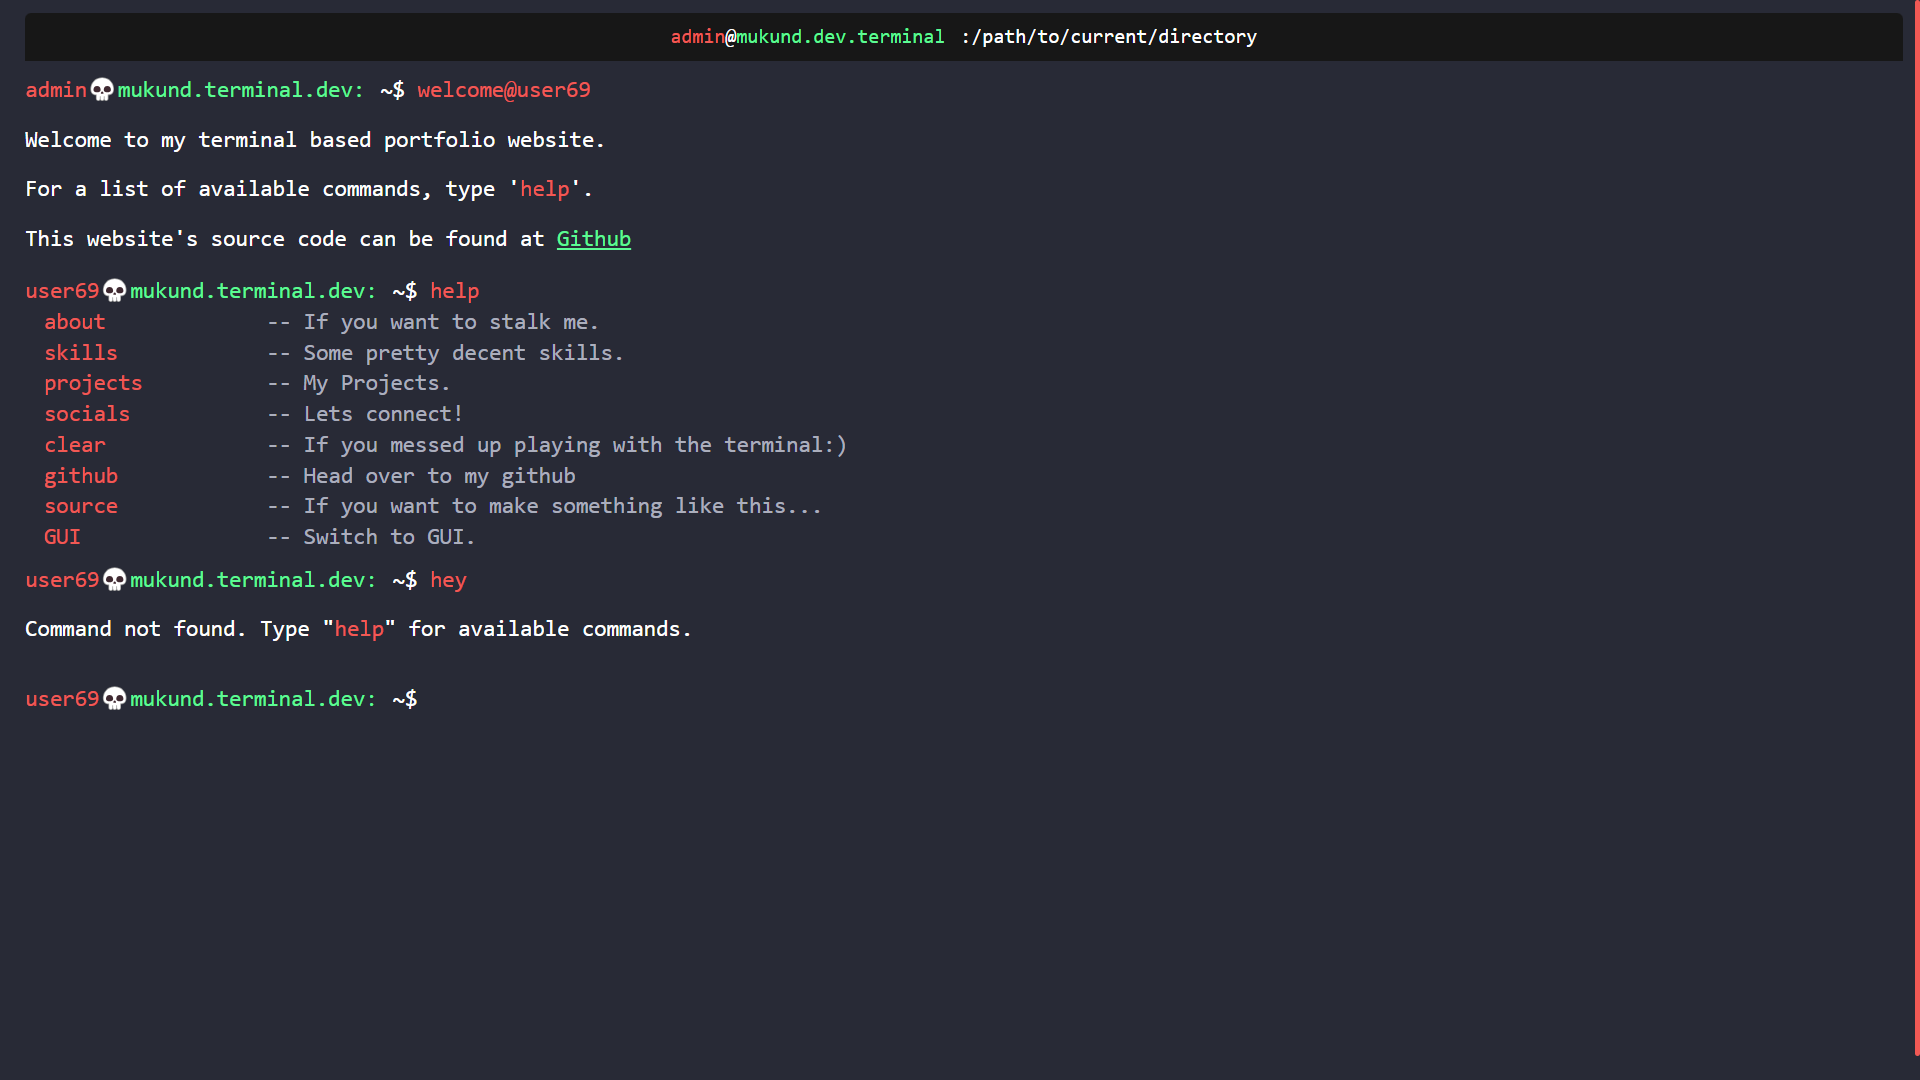 admin@mukund.dev.terminal :/path/to/current/directory
admin💀mukund.terminal.dev: ~$ welcome@user69
Welcome to my terminal based portfolio website.
For a list of available commands, type 'help'.
This website's source code can be found at Github
user69💀mukund.terminal.dev: ~$ help
about -- If you want to stalk me.
skills -- Some pretty decent skills.
projects -- My Projects.
socials -- Lets connect!
clear -- If you messed up playing with the terminal:)
github -- Head over to my github
source -- If you want to make something like this...
GUI -- Switch to GUI.
user69💀mukund.terminal.dev: ~$ hey
Command not found. Type "help" for available commands.
user69💀mukund.terminal.dev: ~$